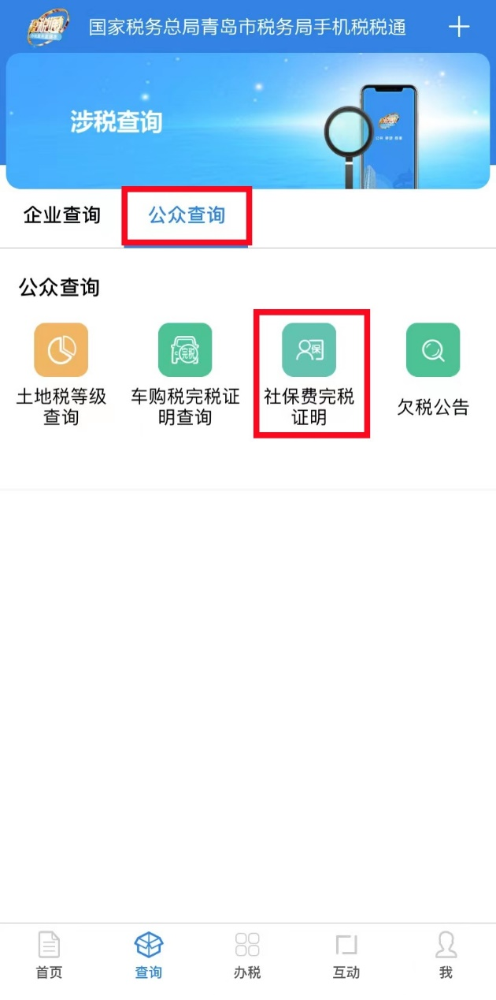 国家税务总局青岛市税务局手机税税通
涉税查询
企业查询
公众查询
公众查询
土地税等级
查询
车购税完税证
明查询
社保费完税
证明
欠税公告
首页
查询
办税
互动
我